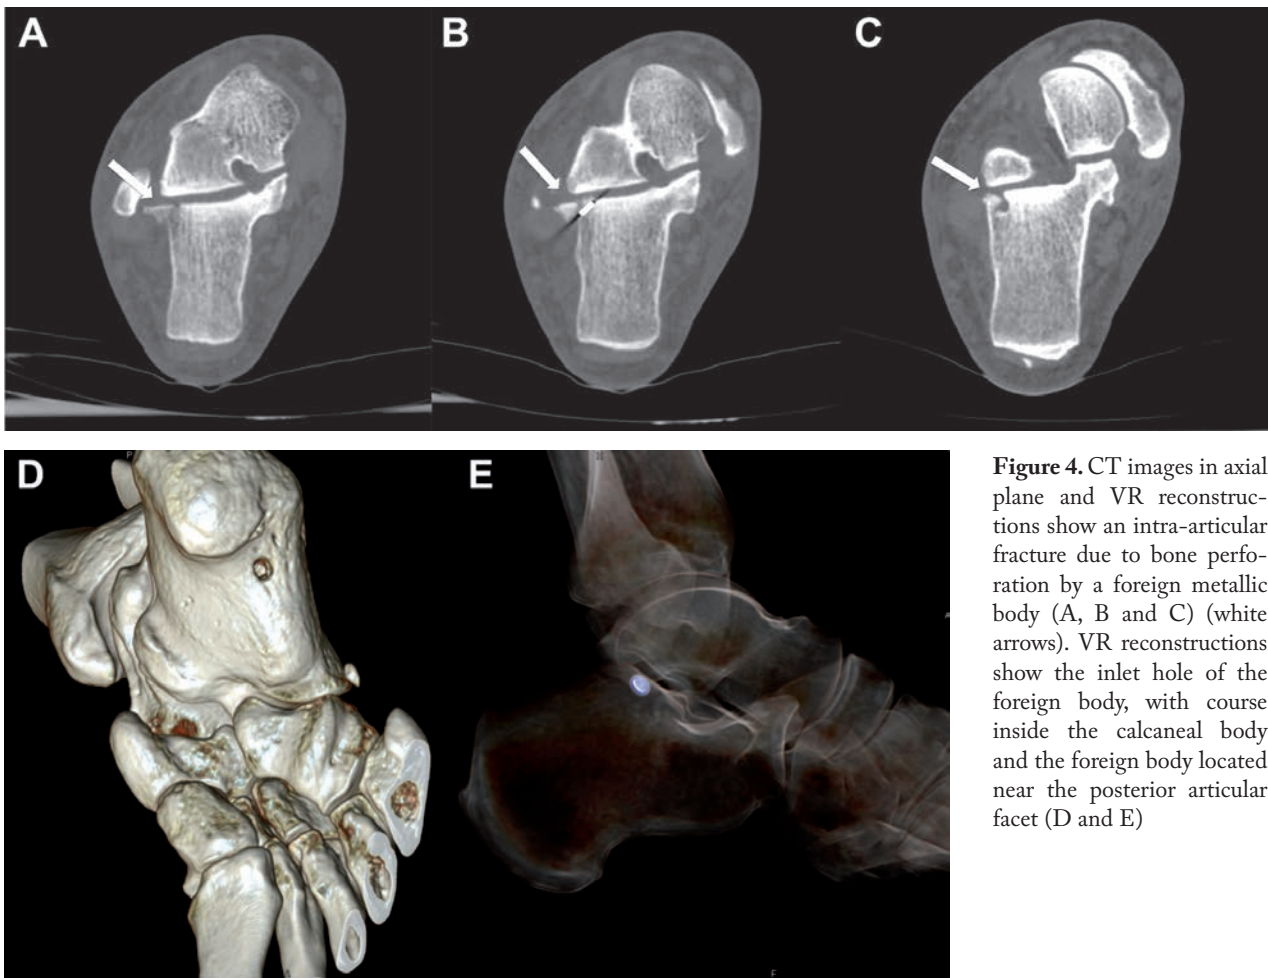 A
B
C
D
E
P
F
Figure 4. CT images in axial
plane and VR reconstruc-
tions show an intra-articular
fracture due to bone perfo-
ration by a foreign metallic
body (A, B and C) (white
arrows). VR reconstructions
show the inlet hole of the
foreign body, with course
inside the calcaneal body
and the foreign body located
near the posterior articular
facet (D and E)